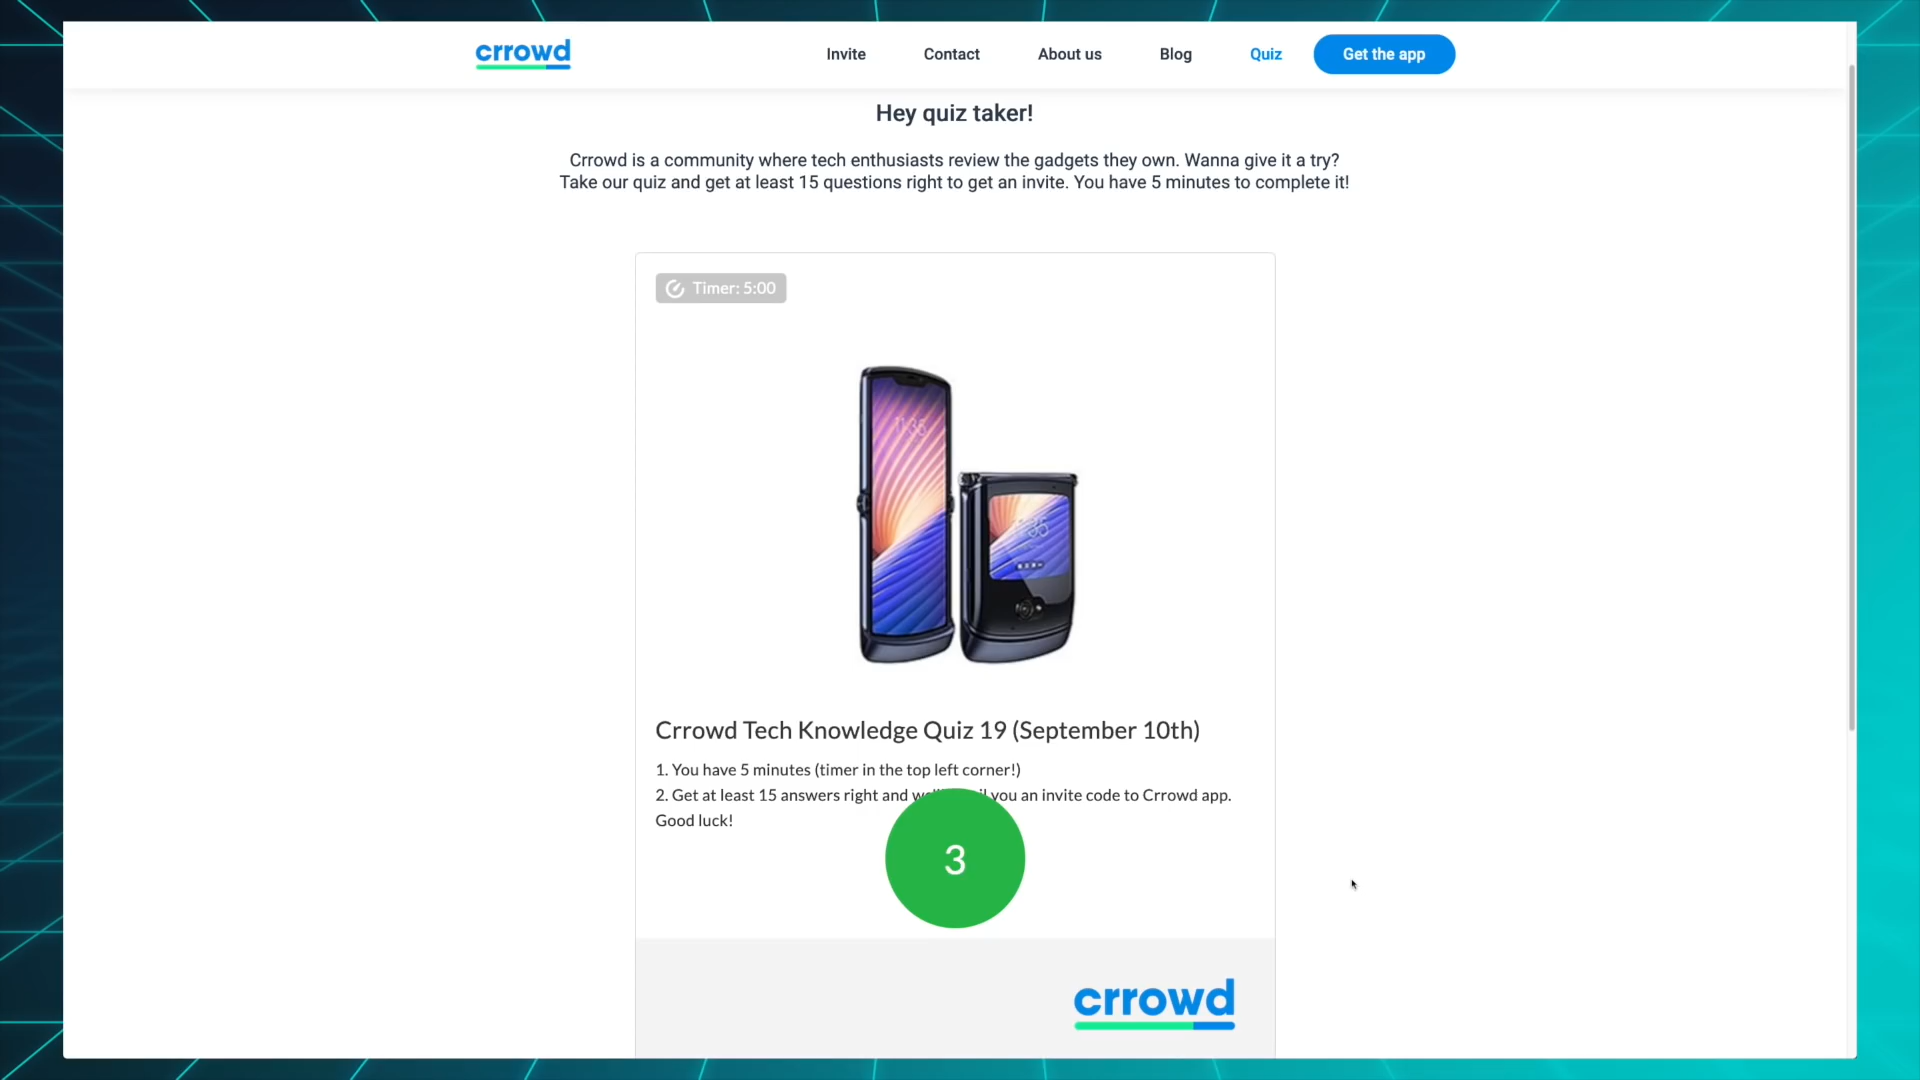 crrowd
Invite
Contact
About us
Blog
Quiz
Get the app
Hey quiz taker!
Crrowd is a community where tech enthusiasts review the gadgets they own. Wanna give it a try?
Take our quiz and get at least 15 questions right to get an invite. You have 5 minutes to complete it!
Timer: 5:00
11:35
Crrowd Tech Knowledge Quiz 19 (September 10th)
1. You have 5 minutes (timer in the top left corner!)
2. Get at least 15 answers right and you an invite code to Crrowd app.
Good luck!
3
crrowd